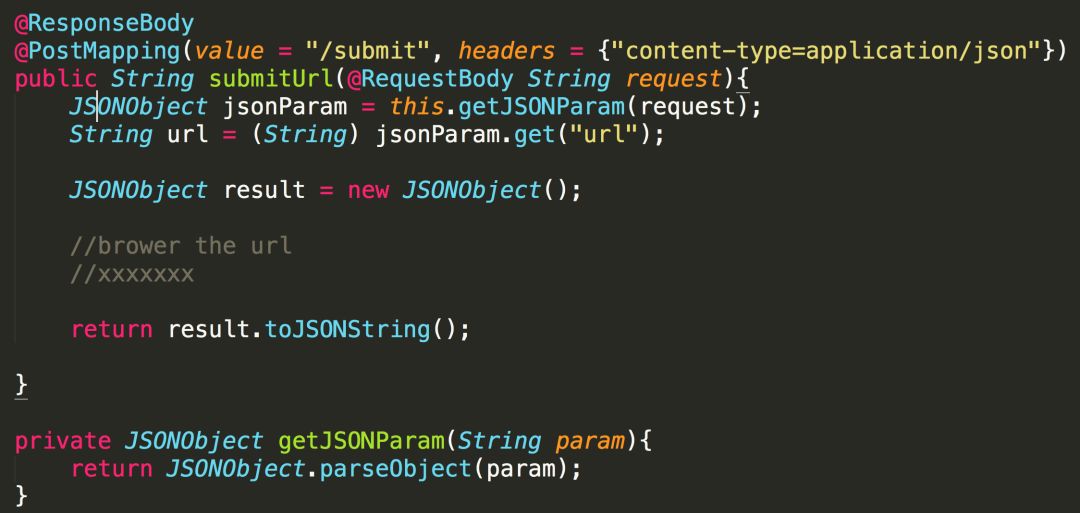 @ResponseBody
@PostMapping(value = "/submit", headers = {"content-type=application/json"})
public String submitUrl(@RequestBody String request){
JSONObject jsonParam = this.getJSONParam(request);
String url = (String) jsonParam.get("url");
JSONObject result = new JSONObject();
//brower the url
//xxxxxxx
return result.toJSONString();
}
private JSONObject getJSONParam(String param){
return JSONObject.parseObject(param);
}